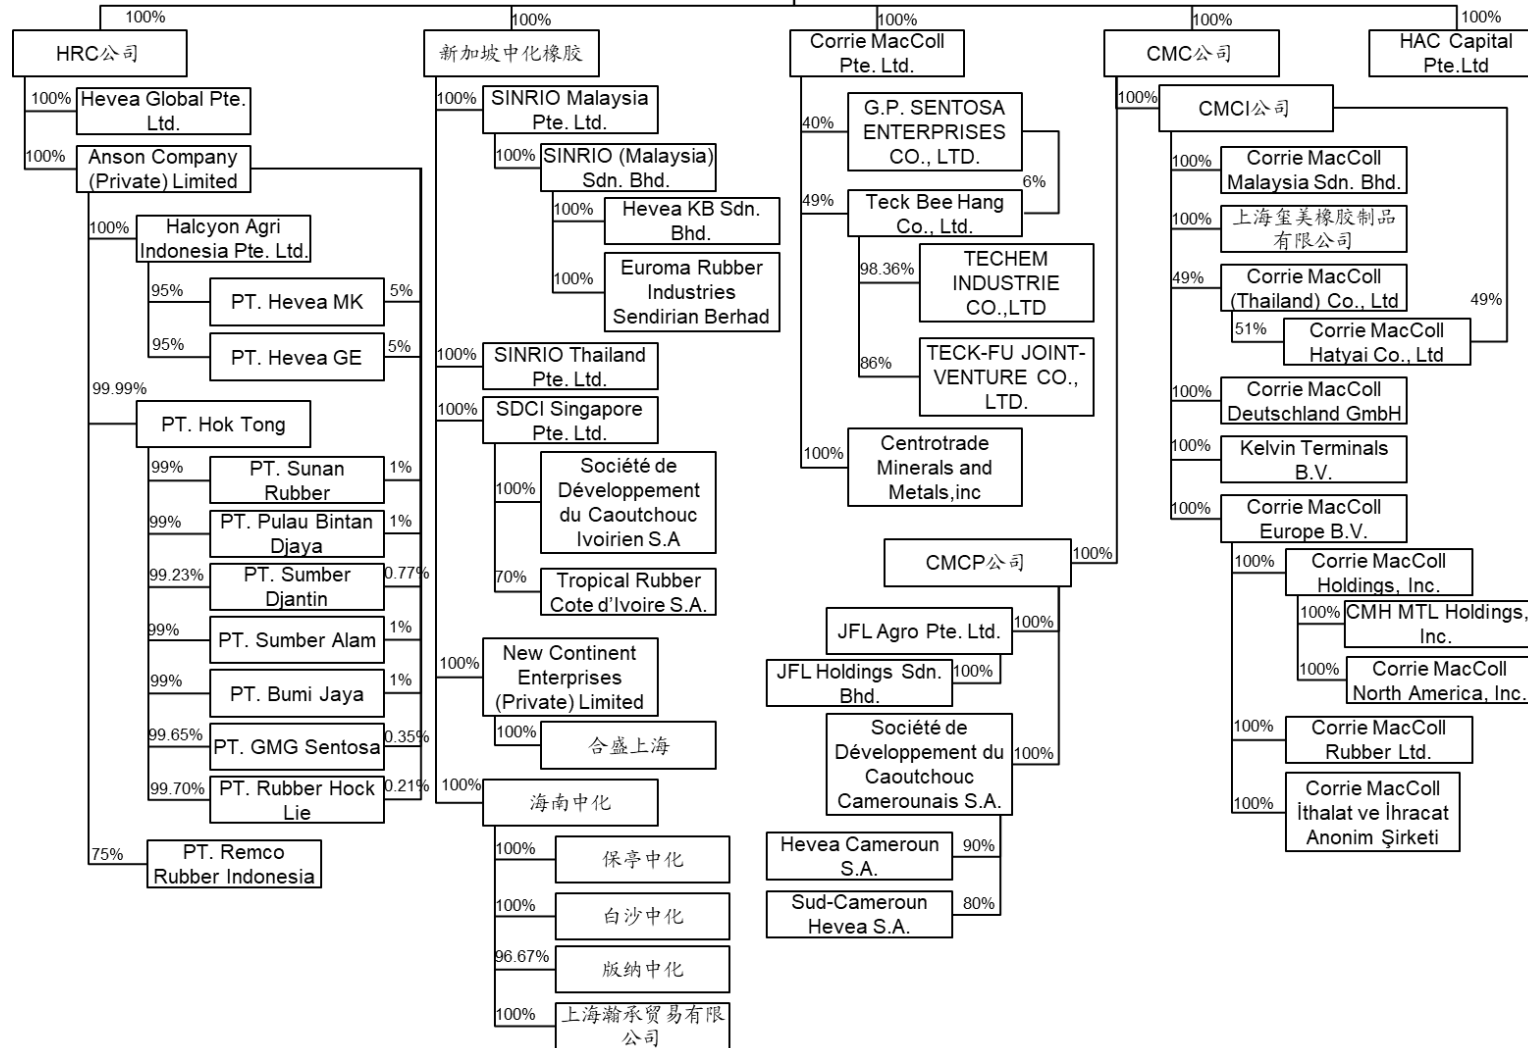 100%
100%
100%
100%
100%
HRC公司
新加坡中化橡胶
Corrie MacColl
Pte. Ltd.
CMC公司
HAC Capital
Pte.Ltd
100%
Hevea Global Pte.
Ltd.
100%
Anson Company
(Private) Limited
100%
Halcyon Agri
Indonesia Pte. Ltd.
95%
PT. Hevea MK
5%
95%
PT. Hevea GE
5%
99.99%
PT. Hok Tong
99%
PT. Sunan
Rubber
1%
99%
PT. Pulau Bintan
Djaya
1%
99.23%
PT. Sumber
Djantin
0.77%
99%
PT. Sumber Alam
1%
99%
PT. Bumi Jaya
1%
99.65%
PT. GMG Sentosa
0.35%
99.70%
PT. Rubber Hock
Lie
0.21%
75%
PT. Remco
Rubber Indonesia
100%
SINRIO Malaysia
Pte. Ltd.
100%
SINRIO (Malaysia)
Sdn. Bhd.
100%
Hevea KB Sdn.
Bhd.
100%
Euroma Rubber
Industries
Sendirian Berhad
100%
SINRIO Thailand
Pte. Ltd.
100%
SDCI Singapore
Pte. Ltd.
100%
Société de
Développement
du Caoutchouc
Ivoirien S.A
70%
Tropical Rubber
Cote d'Ivoire S.A.
100%
New Continent
Enterprises
(Private) Limited
100%
合盛上海
100%
海南中化
100%
保亭中化
100%
白沙中化
96.67%
版纳中化
100%
上海瀚承贸易有限
公司
40%
G.P. SENTOSA
ENTERPRISES
CO., LTD.
6%
49%
Teck Bee Hang
Co., Ltd.
98.36%
TECHEM
INDUSTRIE
CO.,LTD
86%
TECK-FU JOINT-
VENTURE CO.,
LTD.
100%
Centrotrade
Minerals and
Metals,inc
CMCP公司
100%
JFL Agro Pte. Ltd.
100%
JFL Holdings Sdn.
Bhd.
100%
Société de
Développement du
Caoutchouc
Camerounais S.A.
100%
Hevea Cameroun
S.A.
90%
Sud-Cameroun
Hevea S.A.
80%
100%
CMCI公司
100%
Corrie MacColl
Malaysia Sdn. Bhd.
100%
上海玺美橡胶制品
有限公司
49%
Corrie MacColl
(Thailand) Co., Ltd
49%
51%
Corrie MacColl
Hatyai Co., Ltd
100%
Corrie MacColl
Deutschland GmbH
100%
Kelvin Terminals
B.V.
100%
Corrie MacColl
Europe B.V.
100%
Corrie MacColl
Holdings, Inc.
100%
CMH MTL Holdings,
Inc.
100%
Corrie MacColl
North America, Inc.
100%
Corrie MacColl
Rubber Ltd.
100%
Corrie MacColl
İthalat ve İhracat
Anonim Şirketi